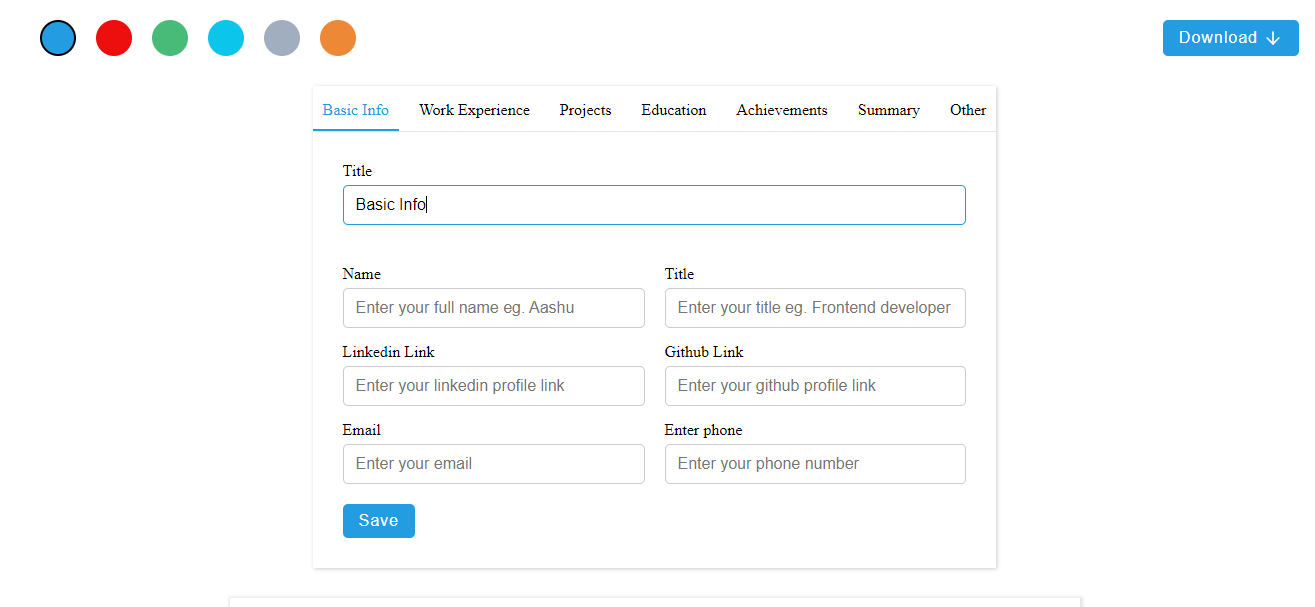 Download ↓
Basic Info Work Experience Projects Education Achievements Summary Other
Title
Basic Info
Name Title
Enter your full name eg. Aashu Enter your title eg. Frontend developer
Linkedin Link Github Link
Enter your linkedin profile link Enter your github profile link
Email Enter phone
Enter your email Enter your phone number
Save